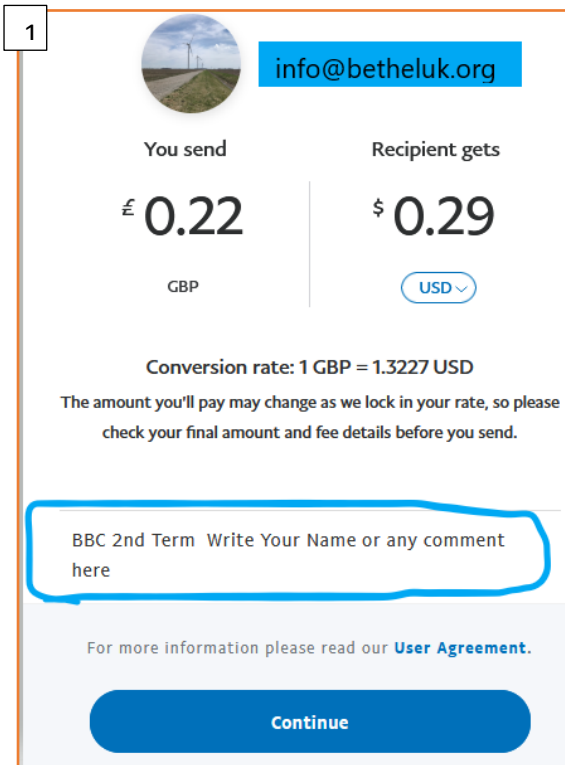 1
info@betheluk.org
You send Recipient gets
£ 0.22 $ 0.29
GBP USD
Conversion rate: 1 GBP = 1.3227 USD
The amount you'll pay may change as we lock in your rate, so please
check your final amount and fee details before you send.
BBC 2nd Term Write Your Name or any comment
here
For more information please read our User Agreement.
Continue